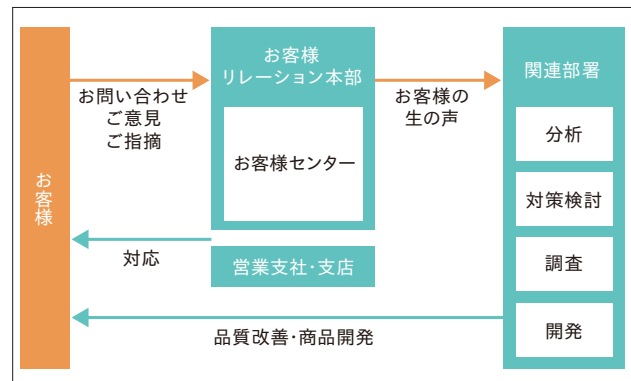 お客様
お問い合わせ
ご意見
ご指摘
お客様
リレーション本部
お客様センター
お客様の
生の声
関連部署
分析
対策検討
調査
開発
対応
営業支社・支店
品質改善・商品開発